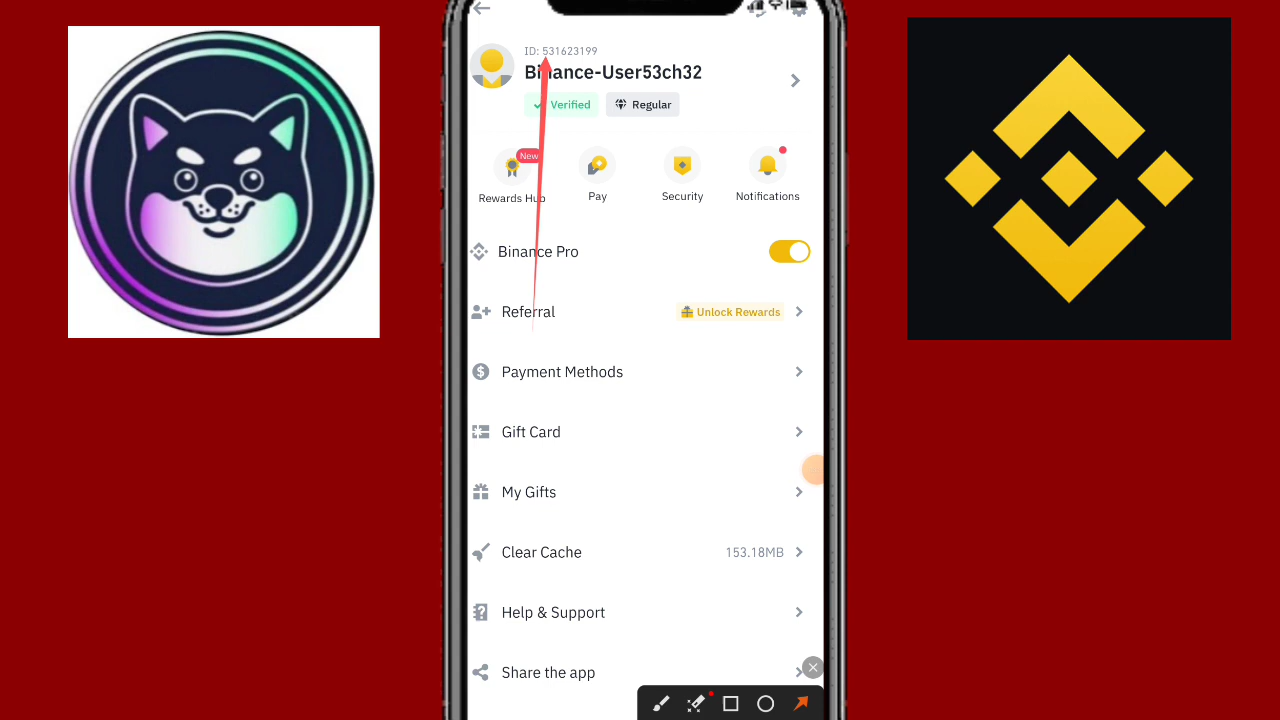 ID: 531623199
Binance-User53ch32
Verified
Regular
New
Rewards Hub
Pay
Security
Notifications
Binance Pro
Referral
Unlock Rewards
Payment Methods
Gift Card
My Gifts
Clear Cache
153.18MB
Help & Support
Share the app